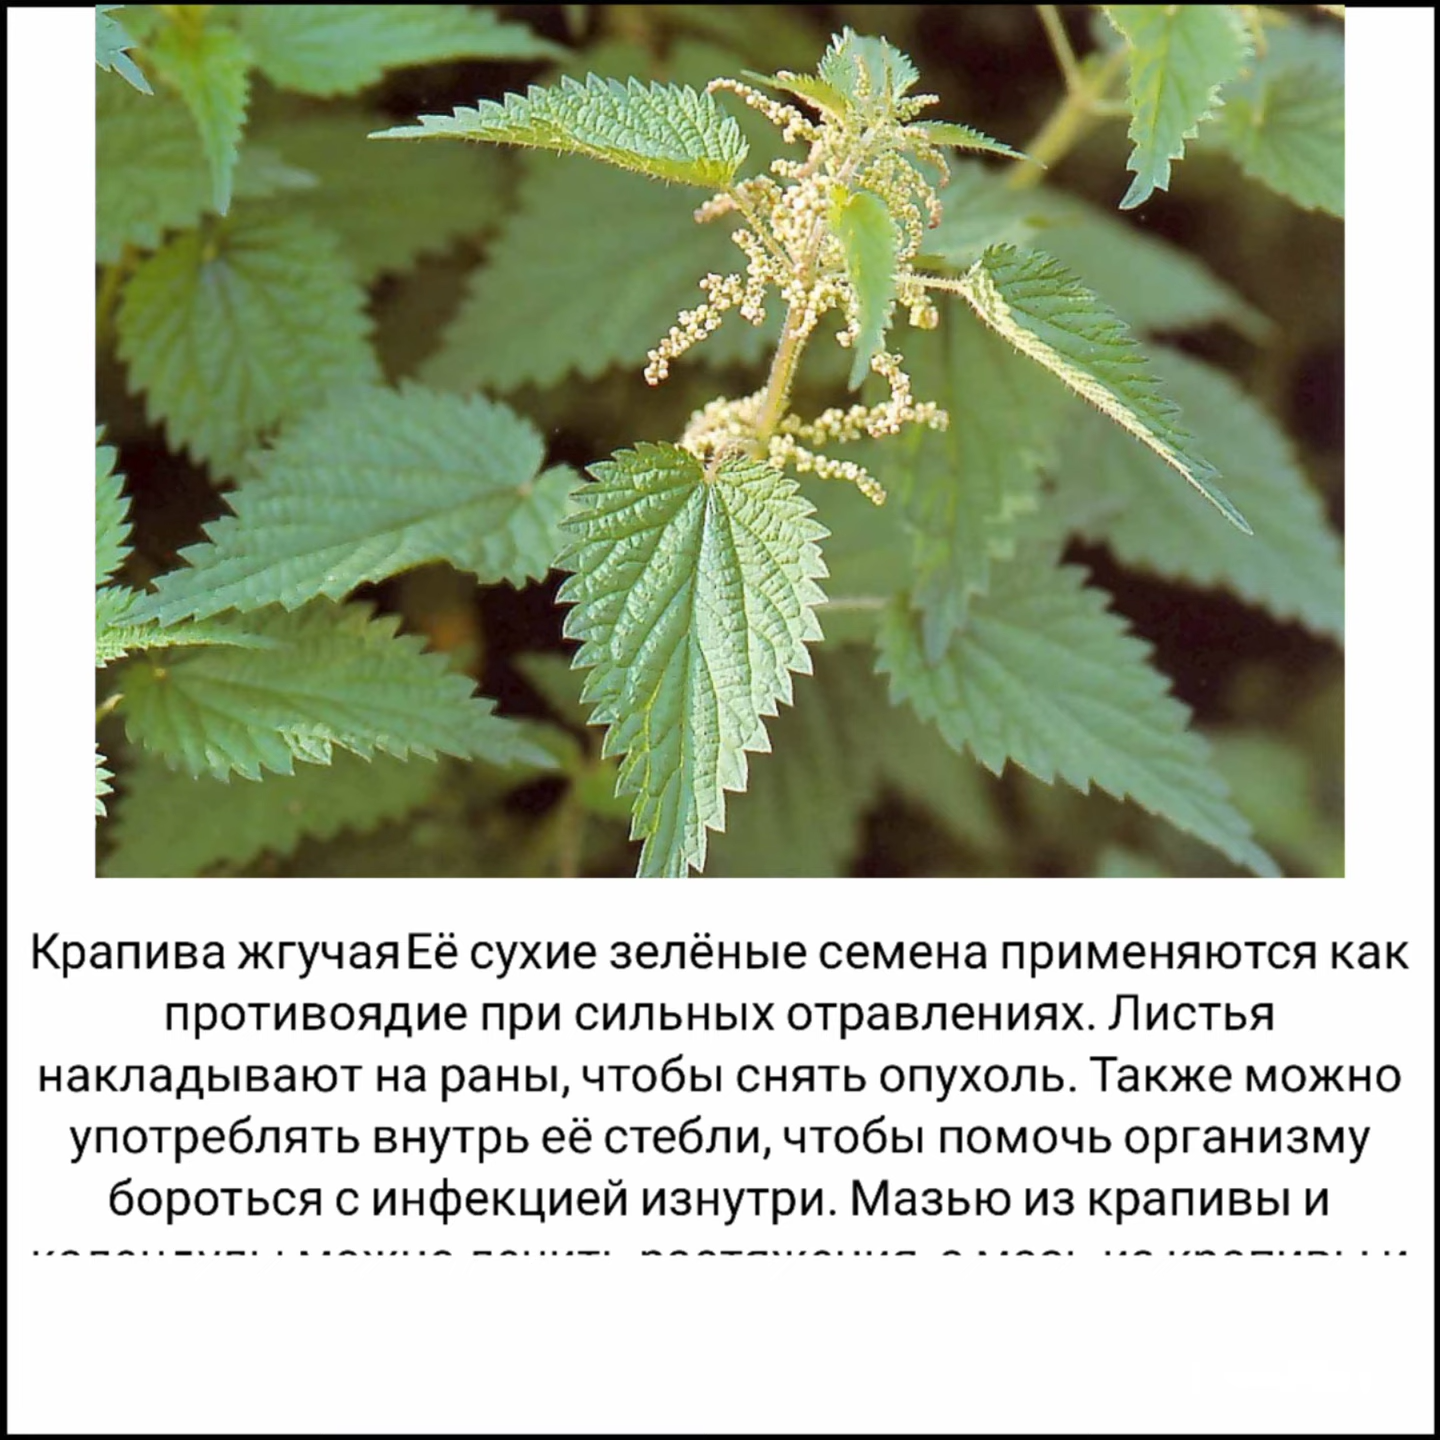 Крапива жгучаяЕё сухие зелёные семена применяются как
противоядие при сильных отравлениях. Листья
накладывают на раны, чтобы снять опухоль. Также можно
употреблять внутрь её стебли, чтобы помочь организму
бороться с инфекцией изнутри. Мазью из крапивы и